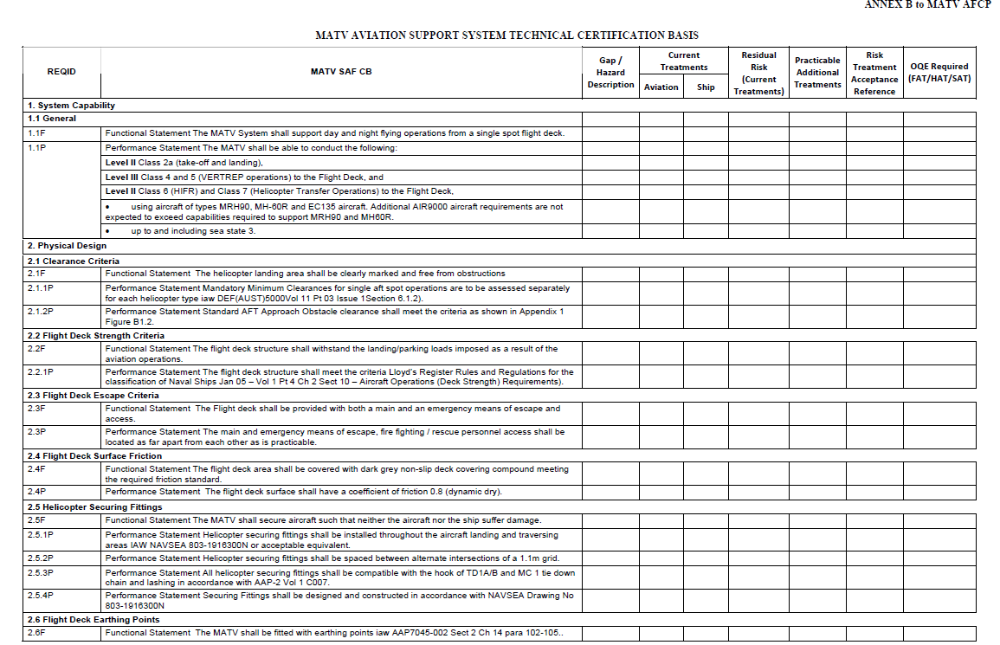 ANNEX B to MATV AFCP
MATV AVIATION SUPPORT SYSTEM TECHNICAL CERTIFICATION BASIS
REQID
MATV SAF CB
Gap /
Hazard
Description
Current
Treatments
Aviation
Ship
Residual
Risk
(Current
Treatments)
Practicable
Additional
Treatments
Risk
Treatment
Acceptance
Reference
OQE Required
(FAT/HAT/SAT)
1. System Capability
1.1 General
1.1F
Functional Statement The MATV System shall support day and night flying operations from a single spot flight deck.
1.1P
Performance Statement The MATV shall be able to conduct the following:
Level II Class 2a (take-off and landing),
Level III Class 4 and 5 (VERTREP operations) to the Flight Deck, and
Level II Class 6 (HIFR) and Class 7 (Helicopter Transfer Operations) to the Flight Deck,
• using aircraft of types MRH90, MH-60R and EC135 aircraft. Additional AIR9000 aircraft requirements are not
expected to exceed capabilities required to support MRH90 and MH60R.
• up to and including sea state 3.
2. Physical Design
2.1 Clearance Criteria
2.1F
Functional Statement The helicopter landing area shall be clearly marked and free from obstructions
2.1.1P
Performance Statement Mandatory Minimum Clearances for single aft spot operations are to be assessed separately
for each helicopter type iaw DEF(AUST)5000Vol 11 Pt 03 Issue 1Section 6.1.2).
2.1.2P
Performance Statement Standard AFT Approach Obstacle clearance shall meet the criteria as shown in Appendix 1
Figure B1.2.
2.2 Flight Deck Strength Criteria
2.2F
Functional Statement The flight deck structure shall withstand the landing/parking loads imposed as a result of the
aviation operations.
2.2.1P
Performance Statement The flight deck structure shall meet the criteria Lloyd's Register Rules and Regulations for the
classification of Naval Ships Jan 05 – Vol 1 Pt 4 Ch 2 Sect 10 – Aircraft Operations (Deck Strength) Requirements).
2.3 Flight Deck Escape Criteria
2.3F
Functional Statement The Flight deck shall be provided with both a main and an emergency means of escape and
access.
2.3P
Performance Statement The main and emergency means of escape, fire fighting / rescue personnel access shall be
located as far apart from each other as is practicable.
2.4 Flight Deck Surface Friction
2.4F
Functional Statement The flight deck area shall be covered with dark grey non-slip deck covering compound meeting
the required friction standard.
2.4P
Performance Statement The flight deck surface shall have a coefficient of friction 0.8 (dynamic dry).
2.5 Helicopter Securing Fittings
2.5F
Functional Statement The MATV shall secure aircraft such that neither the aircraft nor the ship suffer damage.
2.5.1P
Performance Statement Helicopter securing fittings shall be installed throughout the aircraft landing and traversing
areas IAW NAVSEA 803-1916300N or acceptable equivalent.
2.5.2P
Performance Statement Helicopter securing fittings shall be spaced between alternate intersections of a 1.1m grid.
2.5.3P
Performance Statement All helicopter securing fittings shall be compatible with the hook of TD1A/B and MC 1 tie down
chain and lashing in accordance with AAP-2 Vol 1 C007.
2.5.4P
Performance Statement Securing Fittings shall be designed and constructed in accordance with NAVSEA Drawing No
803-1916300N
2.6 Flight Deck Earthing Points
2.6F
Functional Statement The MATV shall be fitted with earthing points iaw AAP7045-002 Sect 2 Ch 14 para 102-105..